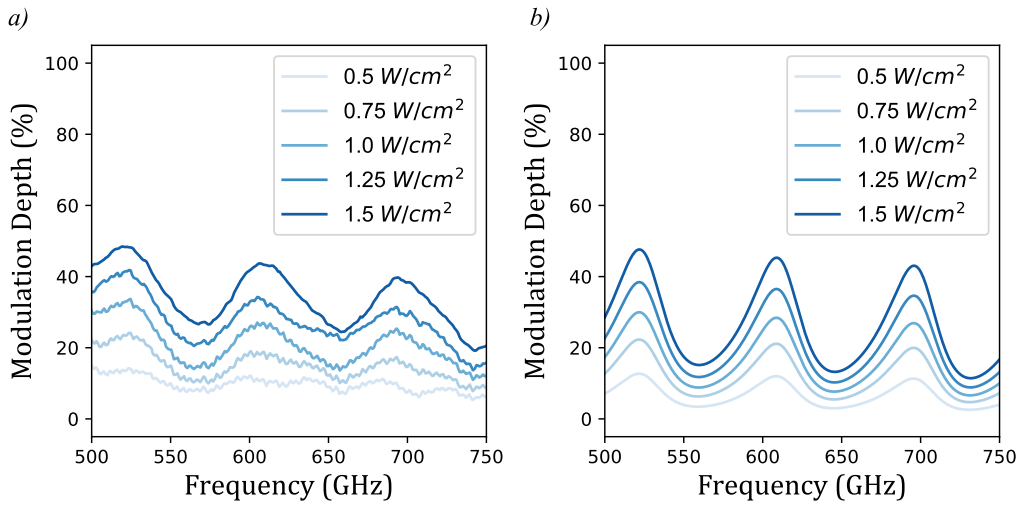 a)
Modulation Depth (%)
100
80
60
40
20
0
0.5 W/cm²
0.75 W/cm²
1.0 W/cm²
1.25 W/cm²
1.5 W/cm²
500 550 600 650 700 750
Frequency (GHz)
b)
Modulation Depth (%)
100
80
60
40
20
0
0.5 W/cm²
0.75 W/cm²
1.0 W/cm²
1.25 W/cm²
1.5 W/cm²
500 550 600 650 700 750
Frequency (GHz)